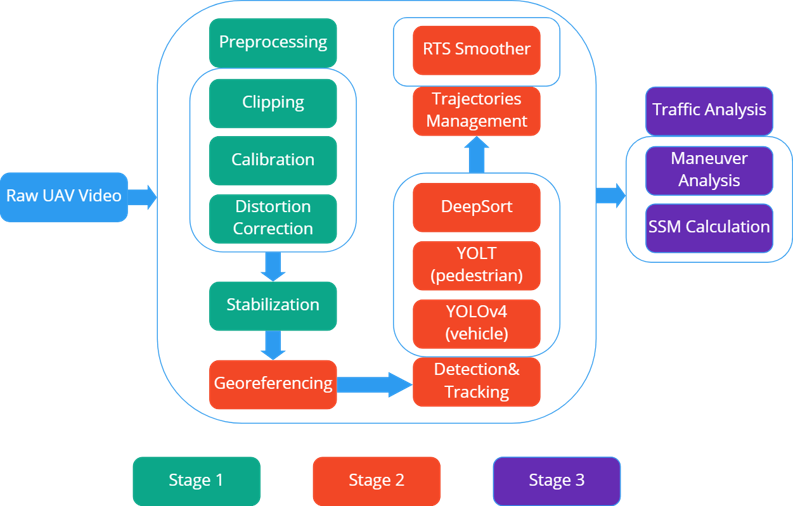 Raw UAV Video
Preprocessing
Clipping
Calibration
Distortion
Correction
Stabilization
Georeferencing
RTS Smoother
Trajectories
Management
DeepSort
YOLT
(pedestrian)
YOLOv4
(vehicle)
Detection&
Tracking
Traffic Analysis
Maneuver
Analysis
SSM Calculation
Stage 1
Stage 2
Stage 3